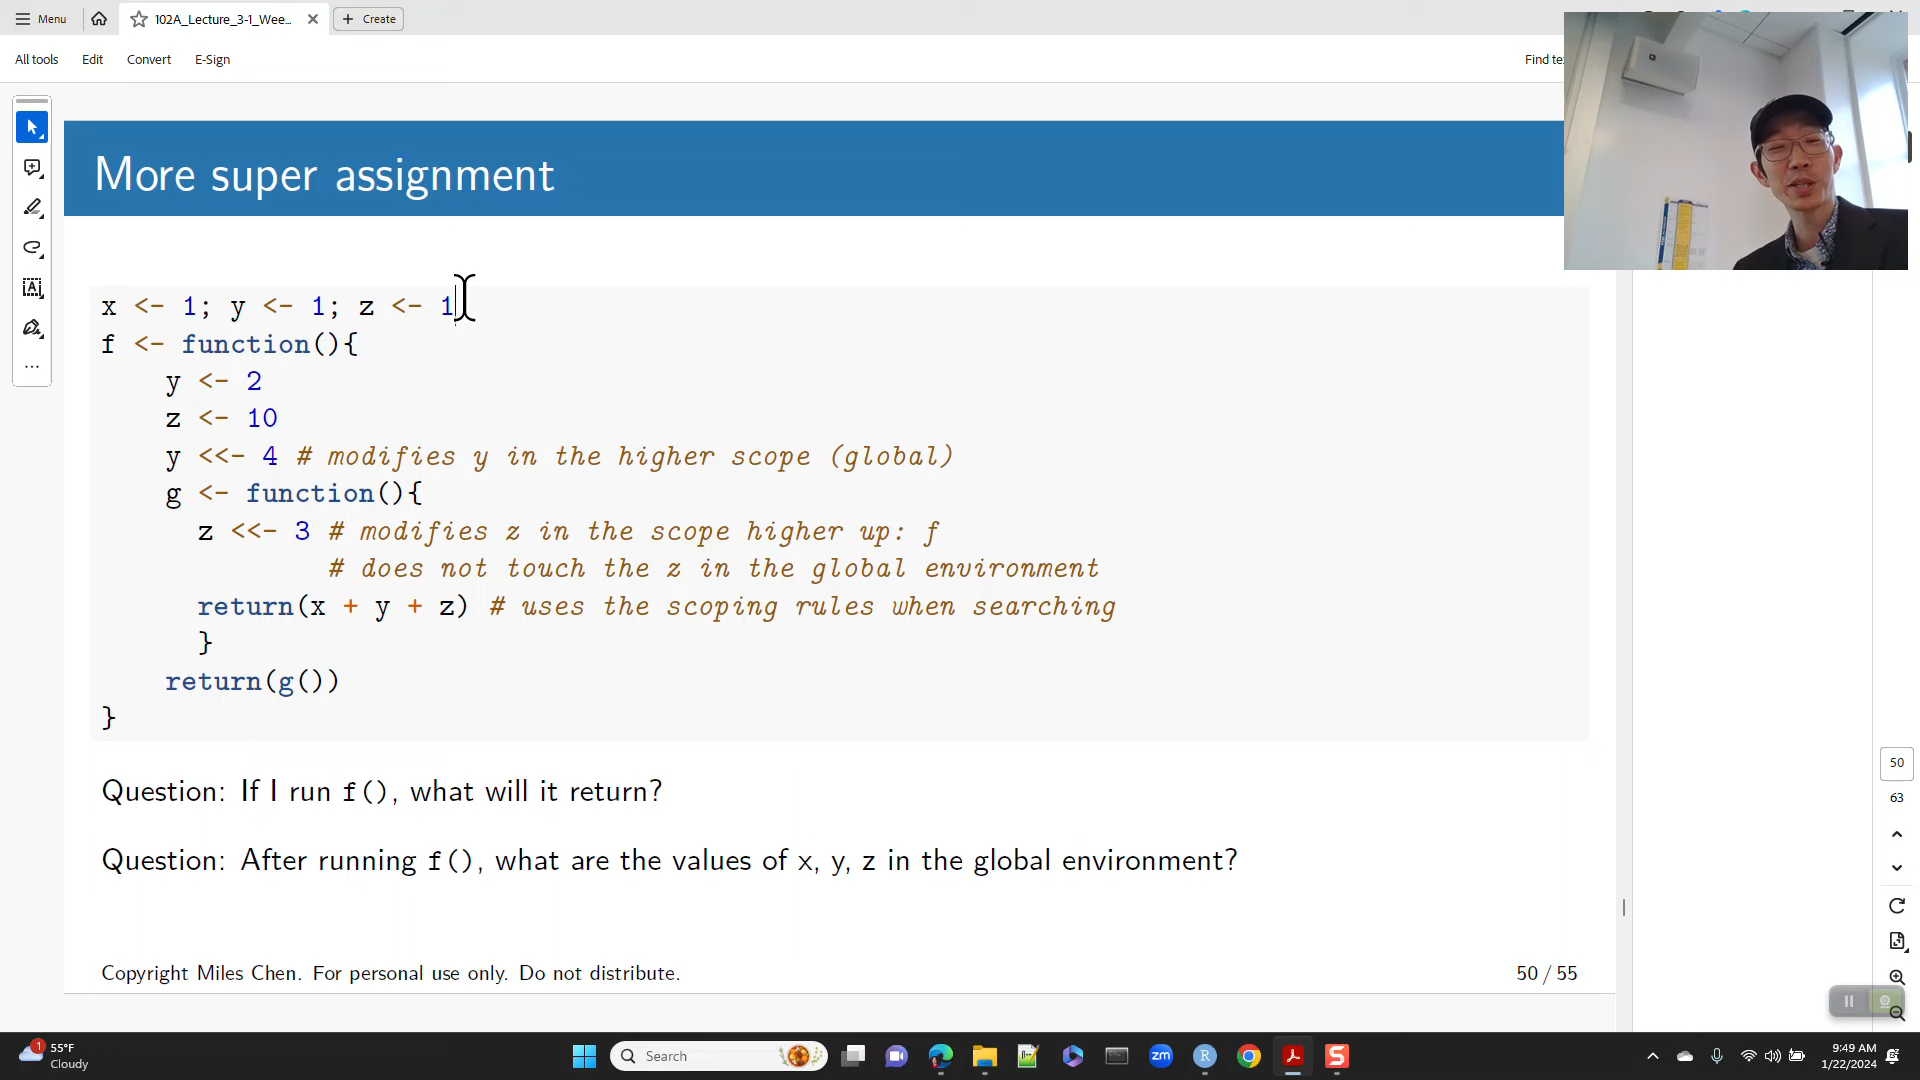 Menu
102A_Lecture_3-1_Wee...
Create
All tools
Edit
Convert
E-Sign
Find te
More super assignment
x <- 1; y <- 1; z <- 1
f <- function(){
y <- 2
z <- 10
y <<- 4 # modifies y in the higher scope (global)
g <- function(){
z <<- 3 # modifies z in the scope higher up: f
# does not touch the z in the global environment
return(x + y + z) # uses the scoping rules when searching
}
return(g())
}
Question: If I run f(), what will it return?
Question: After running f(), what are the values of x, y, z in the global environment?
Copyright Miles Chen. For personal use only. Do not distribute.
50 / 55
50
63
1
55°F
Cloudy
Search
zm
R
S
9:49 AM
1/22/2024